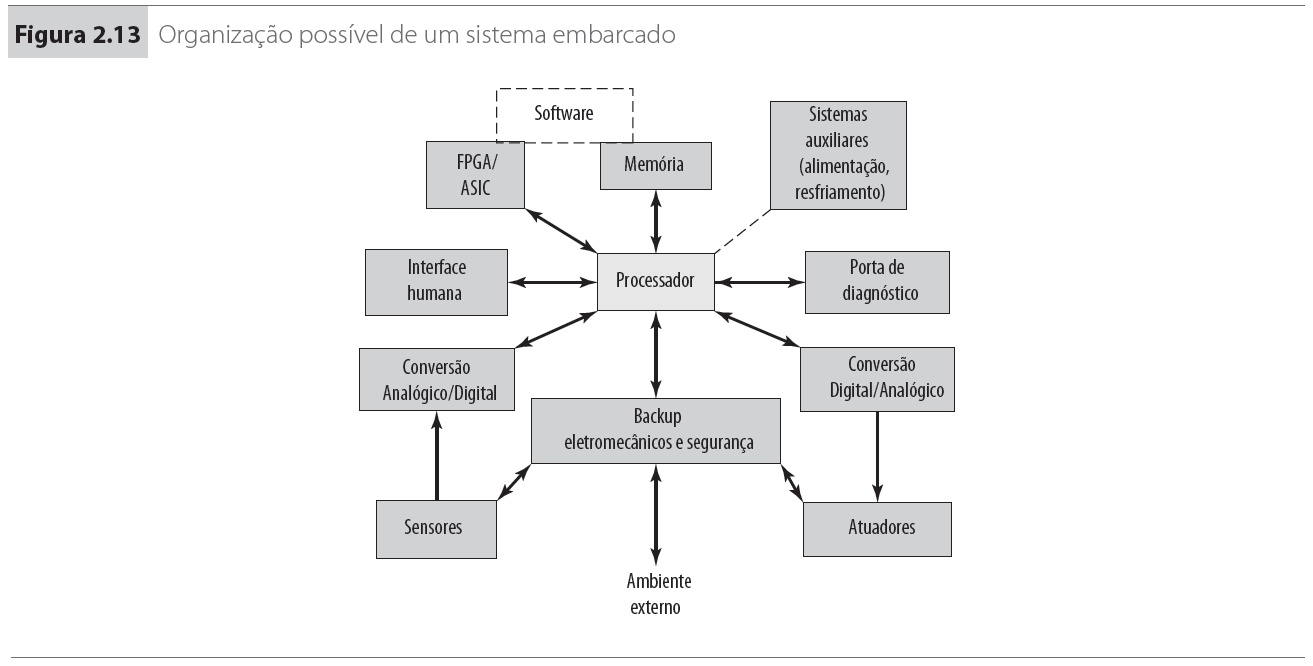 Figura 2.13 Organização possível de um sistema embarcado
Software
Sistemas
auxiliares
(alimentação,
resfriamento)
FPGA/
ASIC
Memória
Interface
humana
Processador
Porta de
diagnóstico
Conversão
Analógico/Digital
Conversão
Digital/Analógico
Backup
eletromecânicos e segurança
Sensores
Atuadores
Ambiente
externo